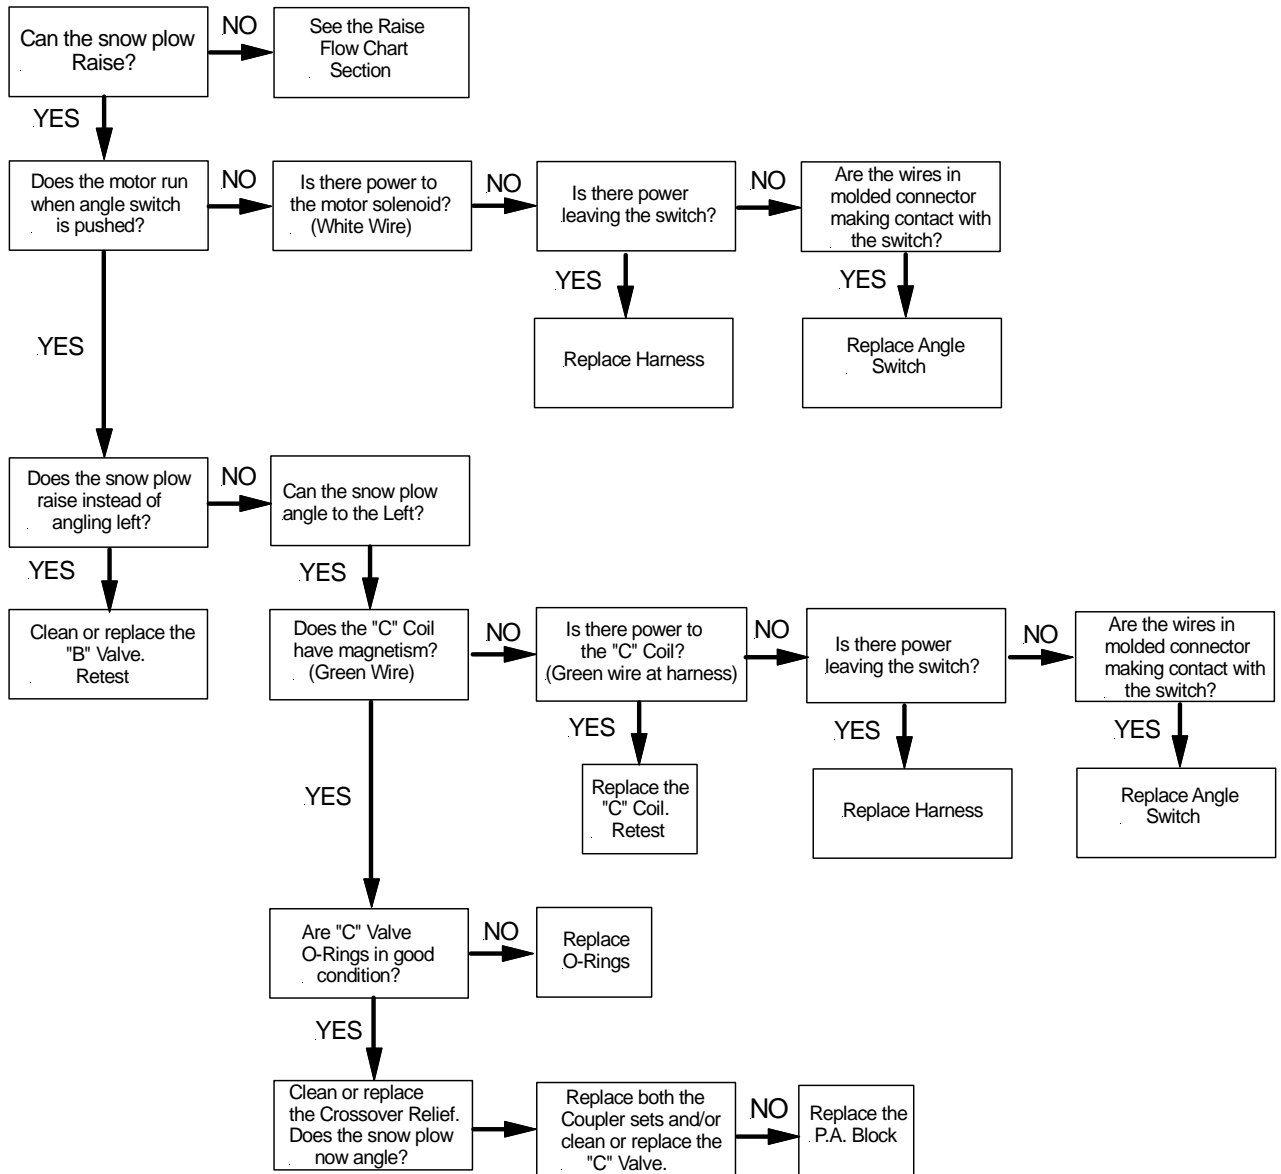 Can the snow plow
Raise?
NO
See the Raise
Flow Chart
Section
YES
Does the motor run
when angle switch
is pushed?
NO
Is there power to
the motor solenoid?
(White Wire)
NO
Is there power
leaving the switch?
NO
Are the wires in
molded connector
making contact with
the switch?
YES
Replace Harness
YES
Replace Angle
Switch
YES
Does the snow plow
raise instead of
angling left?
NO
Can the snow plow
angle to the Left?
YES
Clean or replace the
"B" Valve.
Retest
YES
Does the "C" Coil
have magnetism?
(Green Wire)
NO
Is there power to
the "C" Coil?
(Green wire at harness)
NO
Is there power
leaving the switch?
NO
Are the wires in
molded connector
making contact with
the switch?
YES
Replace the
"C" Coil.
Retest
YES
Replace Harness
YES
Replace Angle
Switch
YES
Are "C" Valve
O-Rings in good
condition?
NO
Replace
O-Rings
YES
Clean or replace
the Crossover Relief.
Does the snow plow
now angle?
Replace both the
Coupler sets and/or
clean or replace the
"C" Valve.
NO
Replace the
P.A. Block